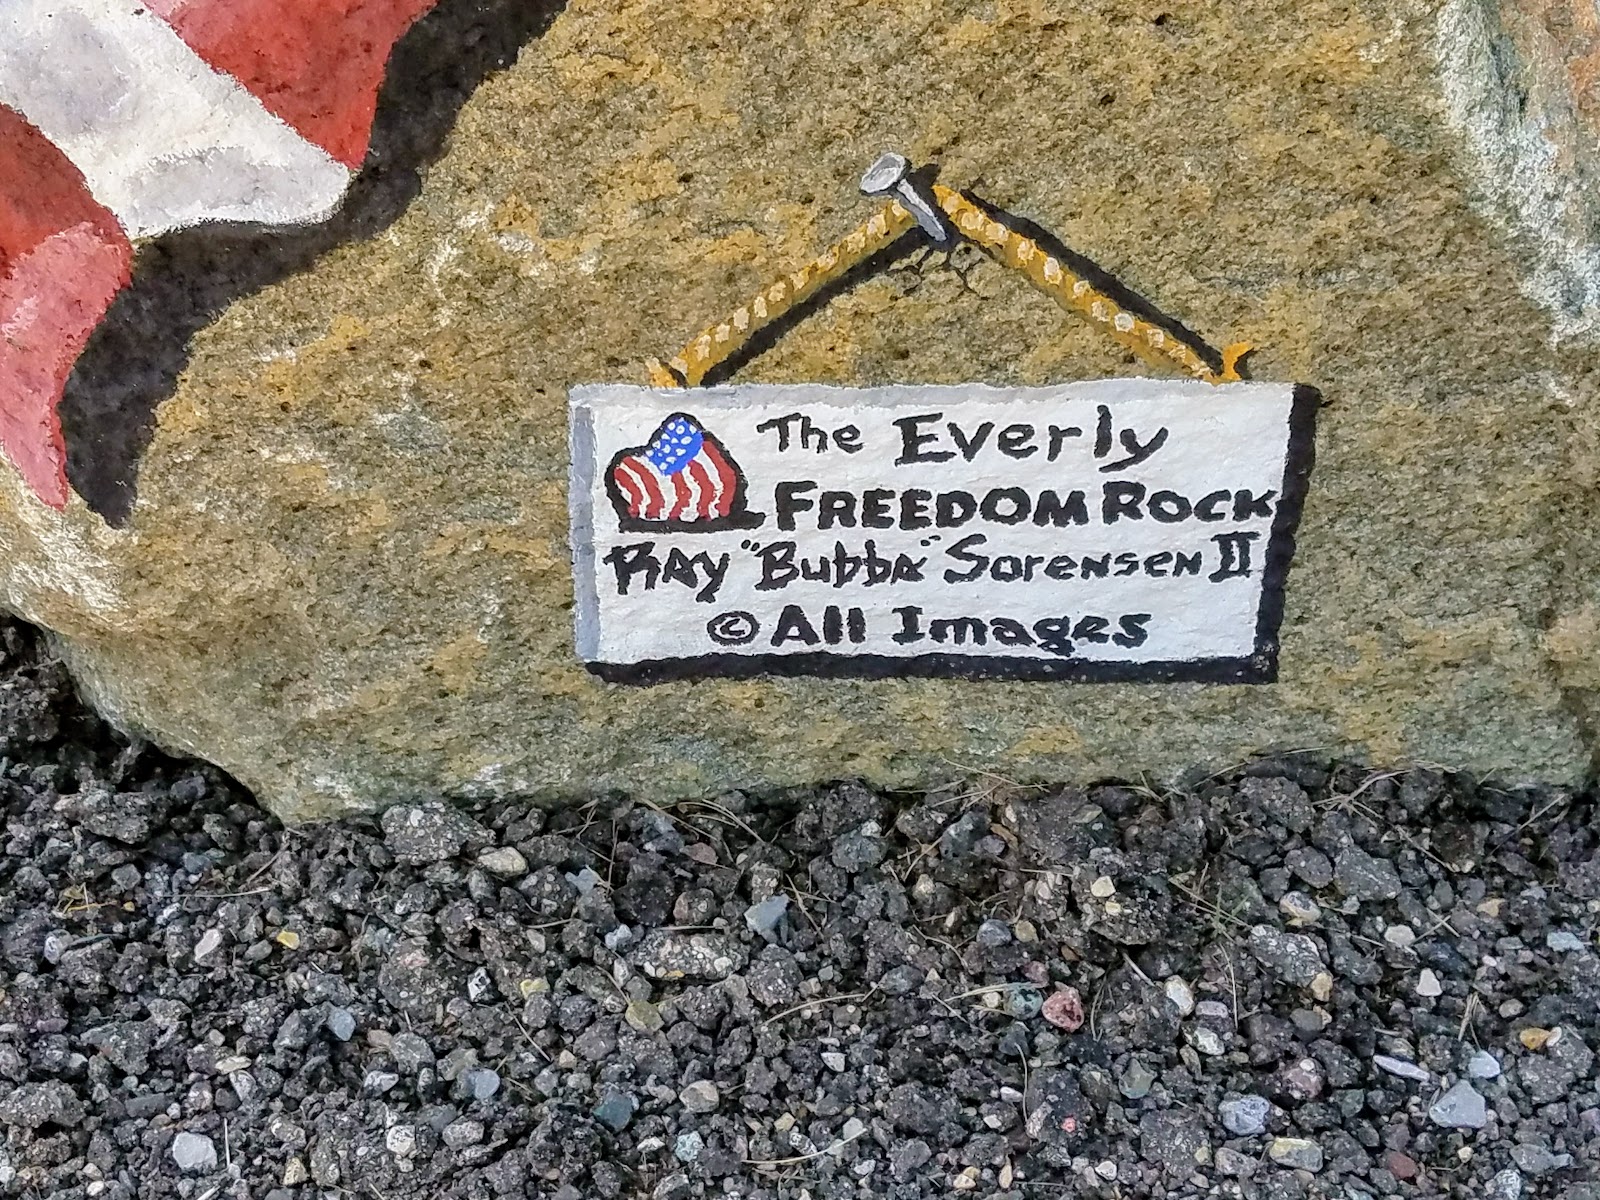 The Everly
FREEDOM ROCK
RAy "Bubba" Sorensen II
© All Images